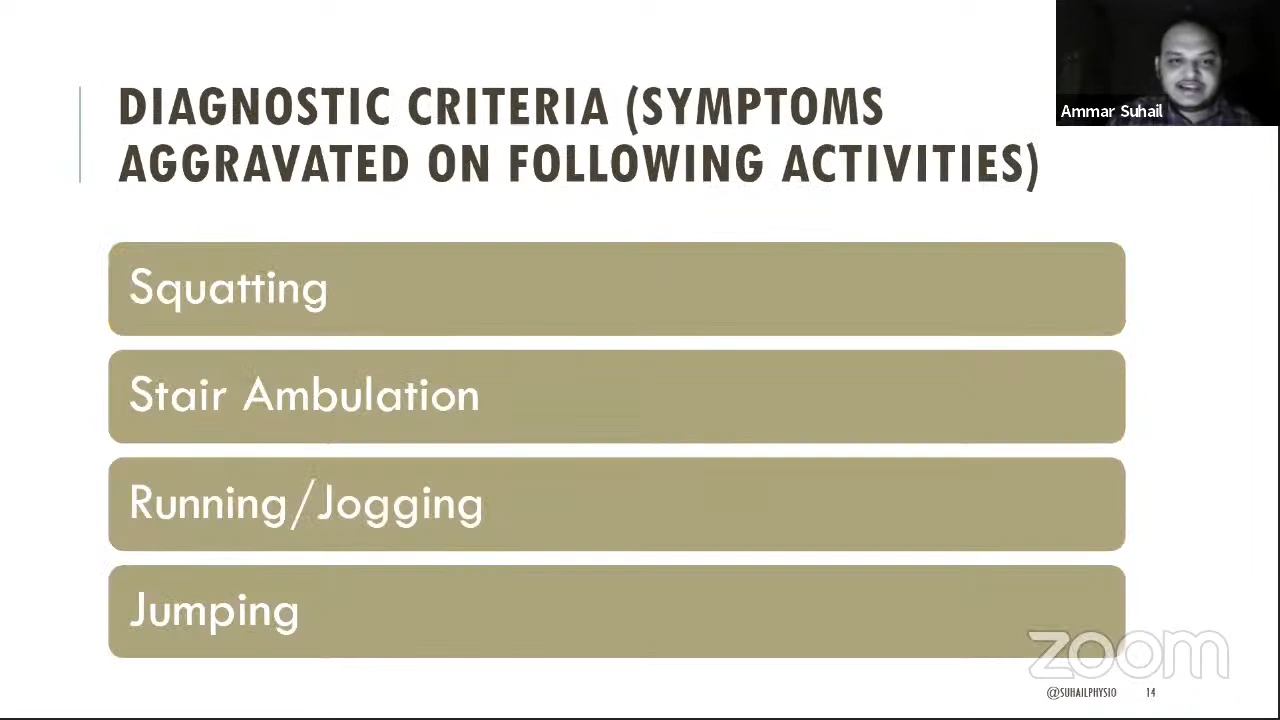 DIAGNOSTIC CRITERIA (SYMPTOMS
AGGRAVATED ON FOLLOWING ACTIVITIES)
Ammar Suhail
Squatting
Stair Ambulation
Running/Jogging
Jumping
zoom
@SUHAILPHYSIO 14